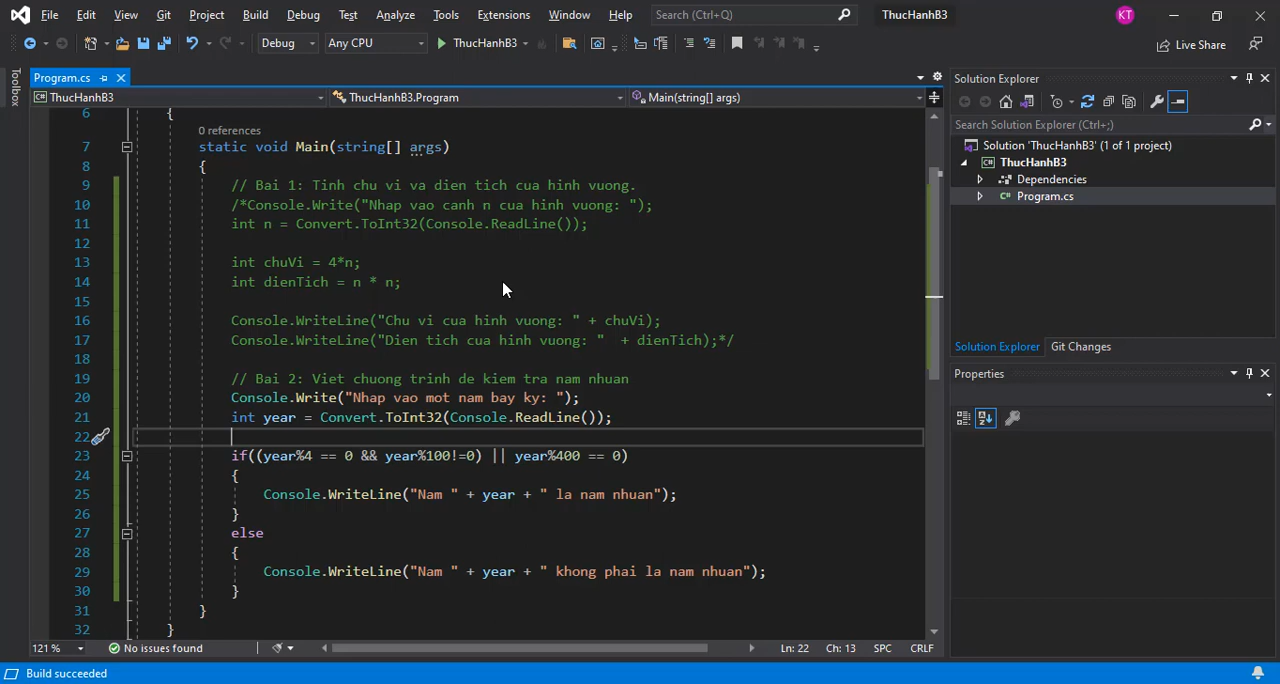 File Edit View Git Project Build Debug Test Analyze Tools Extensions Window Help Search (Ctrl+Q) ThucHanhB3 KT
Debug Any CPU ThucHanhB3 Live Share
Toolbox
Program.cs
ThucHanhB3 ThucHanhB3.Program Main(string[] args)
6 {
0 references
7 static void Main(string[] args)
8 {
9 // Bai 1: Tinh chu vi va dien tich cua hinh vuong.
10 /*Console.Write("Nhap vao canh n cua hinh vuong: ");
11 int n = Convert.ToInt32(Console.ReadLine());
12
13 int chuVi = 4*n;
14 int dienTich = n * n;
15
16 Console.WriteLine("Chu vi cua hinh vuong: " + chuVi);
17 Console.WriteLine("Dien tich cua hinh vuong: "  + dienTich);*/
18
19 // Bai 2: Viet chuong trinh de kiem tra nam nhuan
20 Console.Write("Nhap vao mot nam bay ky: ");
21 int year = Convert.ToInt32(Console.ReadLine());
22
23 if((year%4 == 0 && year%100!=0) || year%400 == 0)
24 {
25 Console.WriteLine("Nam " + year + " la nam nhuan");
26 }
27 else
28 {
29 Console.WriteLine("Nam " + year + " khong phai la nam nhuan");
30 }
31 }
32 }
121 % No issues found Ln: 22 Ch: 13 SPC CRLF
Solution Explorer
Search Solution Explorer (Ctrl+;)
Solution 'ThucHanhB3' (1 of 1 project)
ThucHanhB3
Dependencies
C# Program.cs
Solution Explorer Git Changes
Properties
Build succeeded